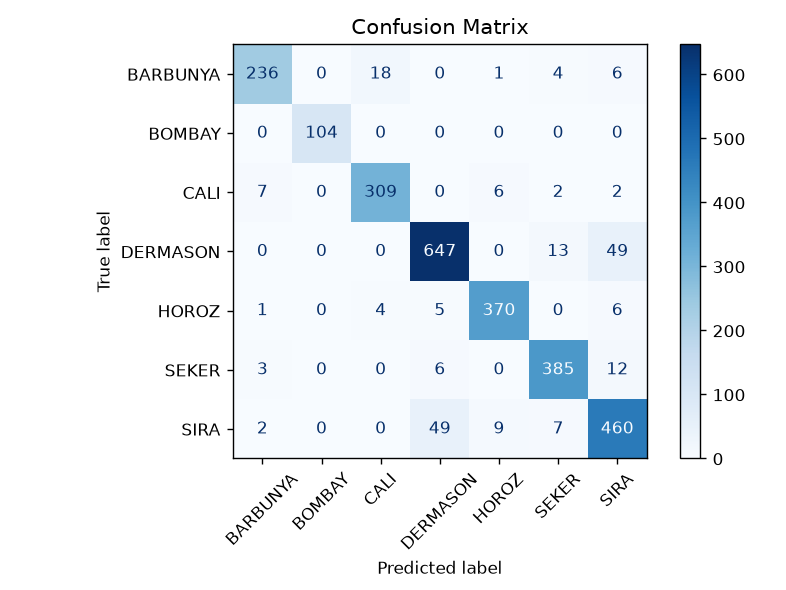 Confusion Matrix
BARBUNYA 236 0 18 0 1 4 6
BOMBAY 0 104 0 0 0 0 0
CALI 7 0 309 0 6 2 2
DERMASON 0 0 0 647 0 13 49
HOROZ 1 0 4 5 370 0 6
SEKER 3 0 0 6 0 385 12
SIRA 2 0 0 49 9 7 460
True label
BARBUNYA BOMBAY CALI DERMASON HOROZ SEKER SIRA
Predicted label
600
500
400
300
200
100
0